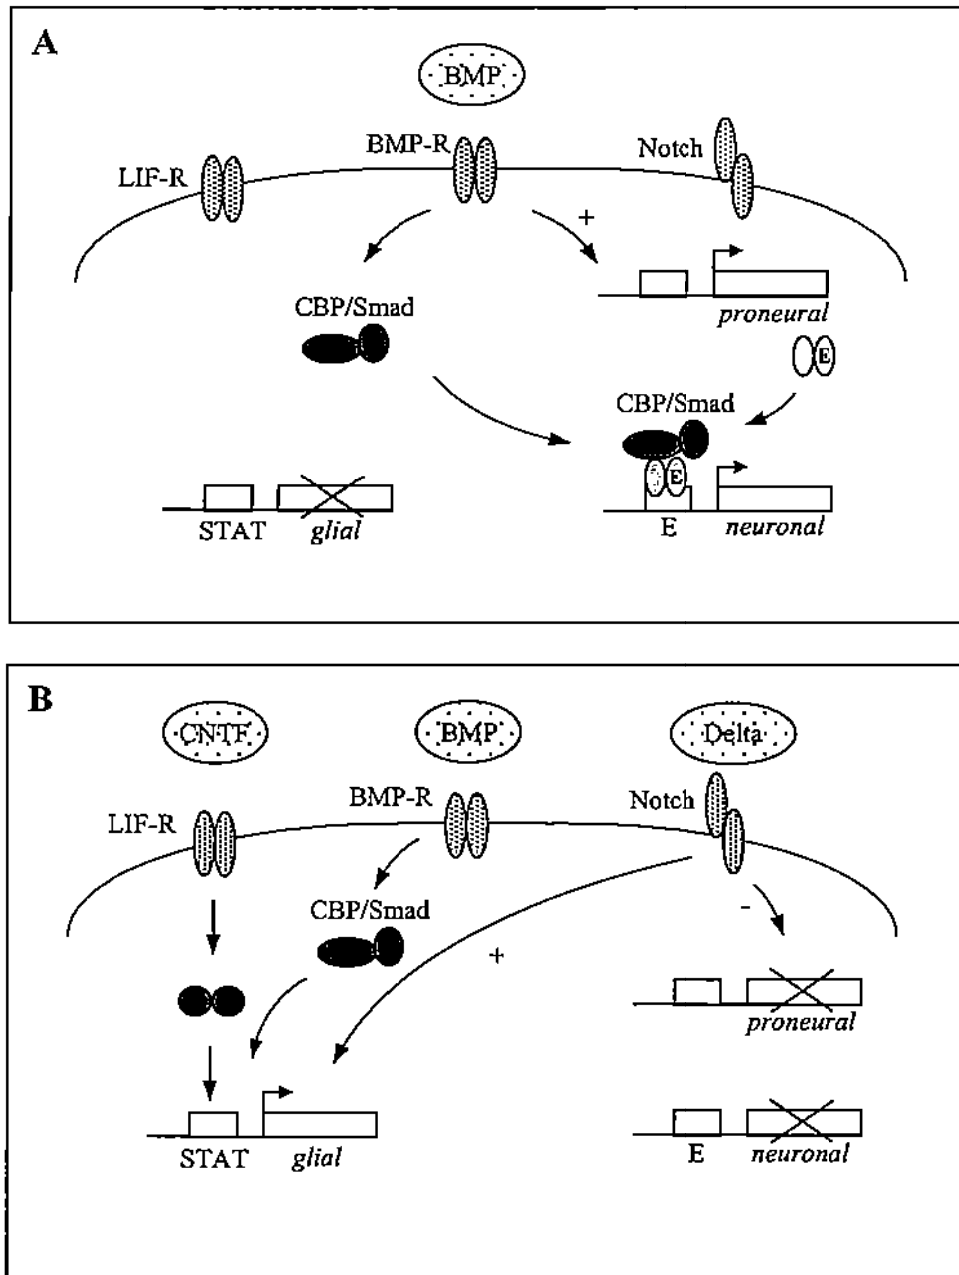 A
BMP
BMP-R
Notch
LIF-R
+
CBP/Smad
proneural
E
CBP/Smad
E
STAT
glial
E
neuronal
B
CNTF
BMP
Delta
BMP-R
Notch
LIF-R
CBP/Smad
-
+
proneural
STAT
glial
E
neuronal